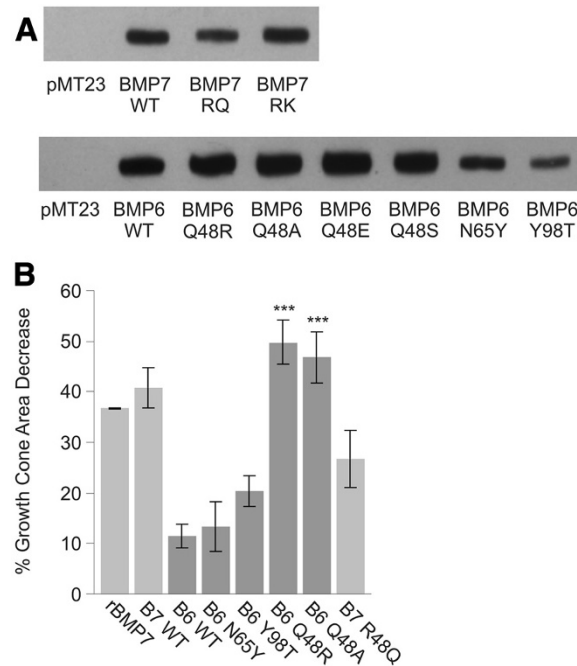 A
pMT23 BMP7 BMP7 BMP7
WT RQ RK
pMT23 BMP6 BMP6 BMP6 BMP6 BMP6 BMP6 BMP6
WT Q48R Q48A Q48E Q48S N65Y Y98T
B
% Growth Cone Area Decrease
60
50
40
30
20
10
0
*** ***
rBMP7 B7 WT B6 WT B6 N65Y B6 Y98T B6 Q48R B6 Q48A B7 R48Q